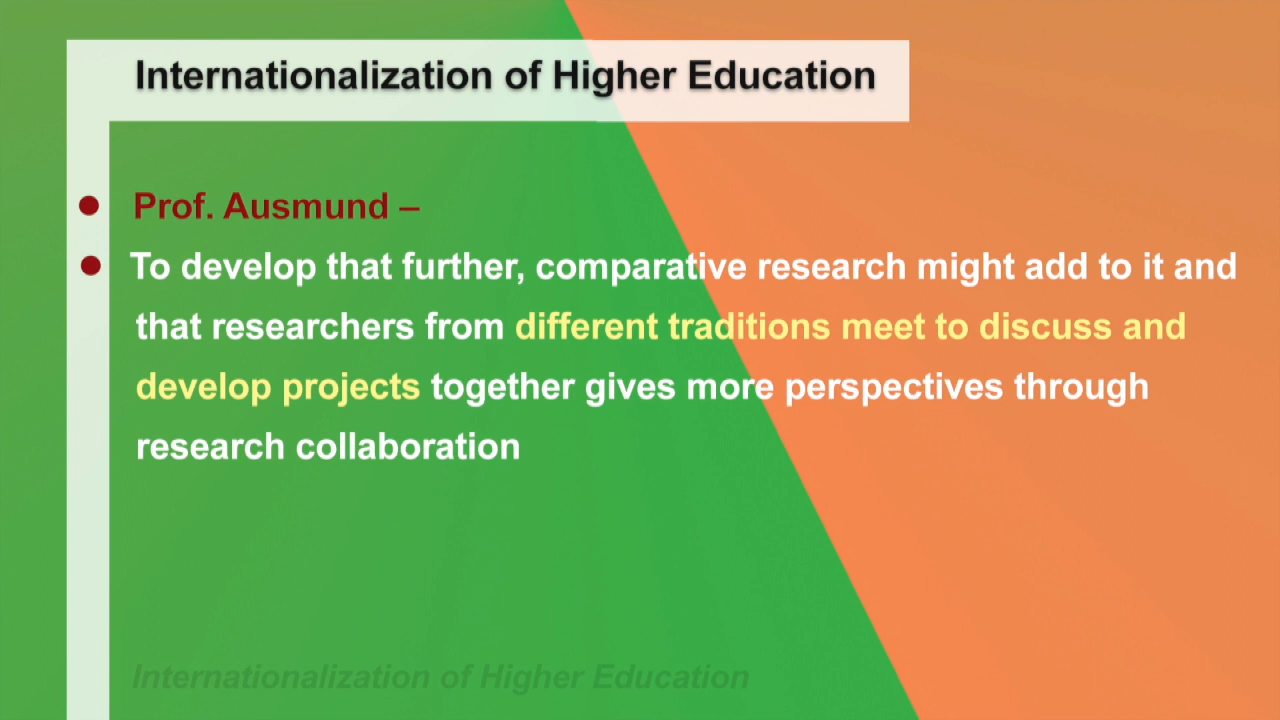 Internationalization of Higher Education
● Prof. Ausmund –
● To develop that further, comparative research might add to it and
that researchers from different traditions meet to discuss and
develop projects together gives more perspectives through
research collaboration
Internationalization of Higher Education